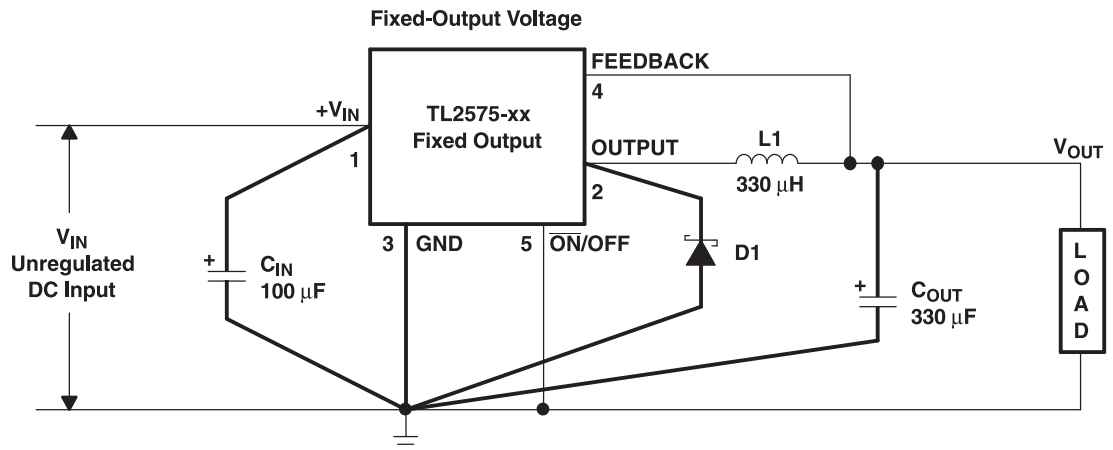 Fixed-Output Voltage
FEEDBACK
4
+VIN
TL2575-xx
Fixed Output
1
OUTPUT
2
L1
330 μH
VOUT
3 GND
5 ON/OFF
D1
VIN
Unregulated
DC Input
+
CIN
100 μF
+
COUT
330 μF
L
O
A
D